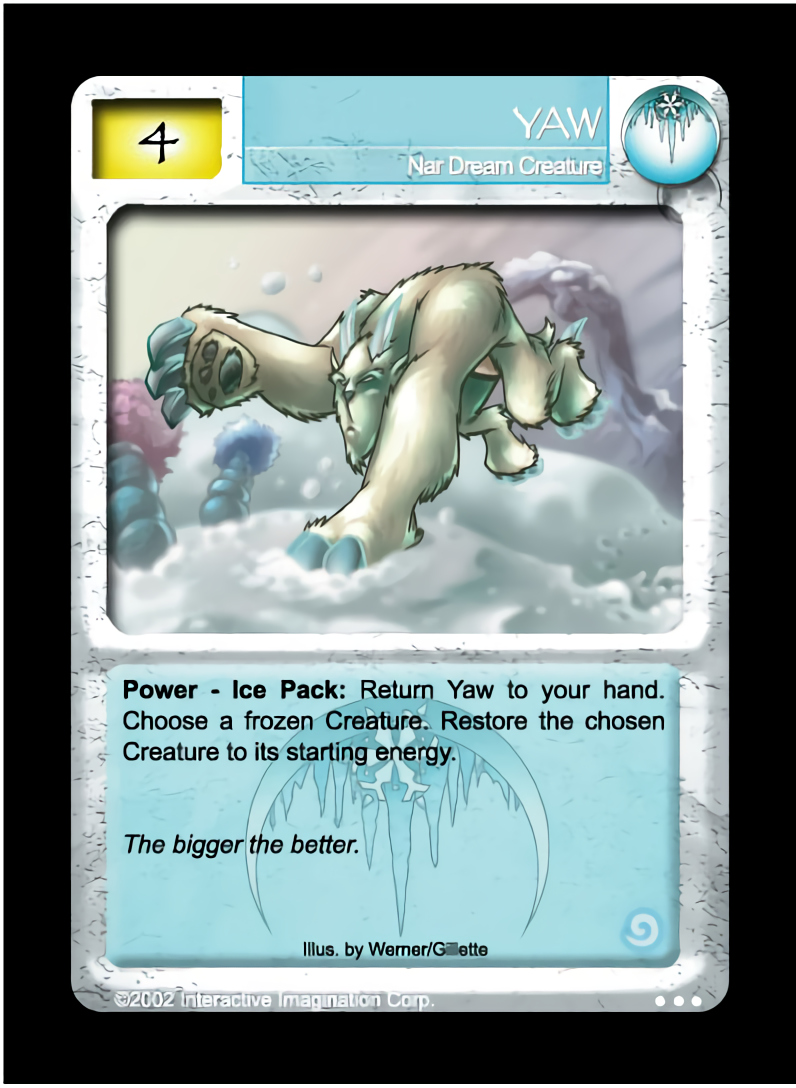 4
YAW
Nar Dream Creature
Power - Ice Pack: Return Yaw to your hand.
Choose a frozen Creature. Restore the chosen
Creature to its starting energy.
The bigger the better.
Illus. by
©2002 Interactive Imagination Corp.